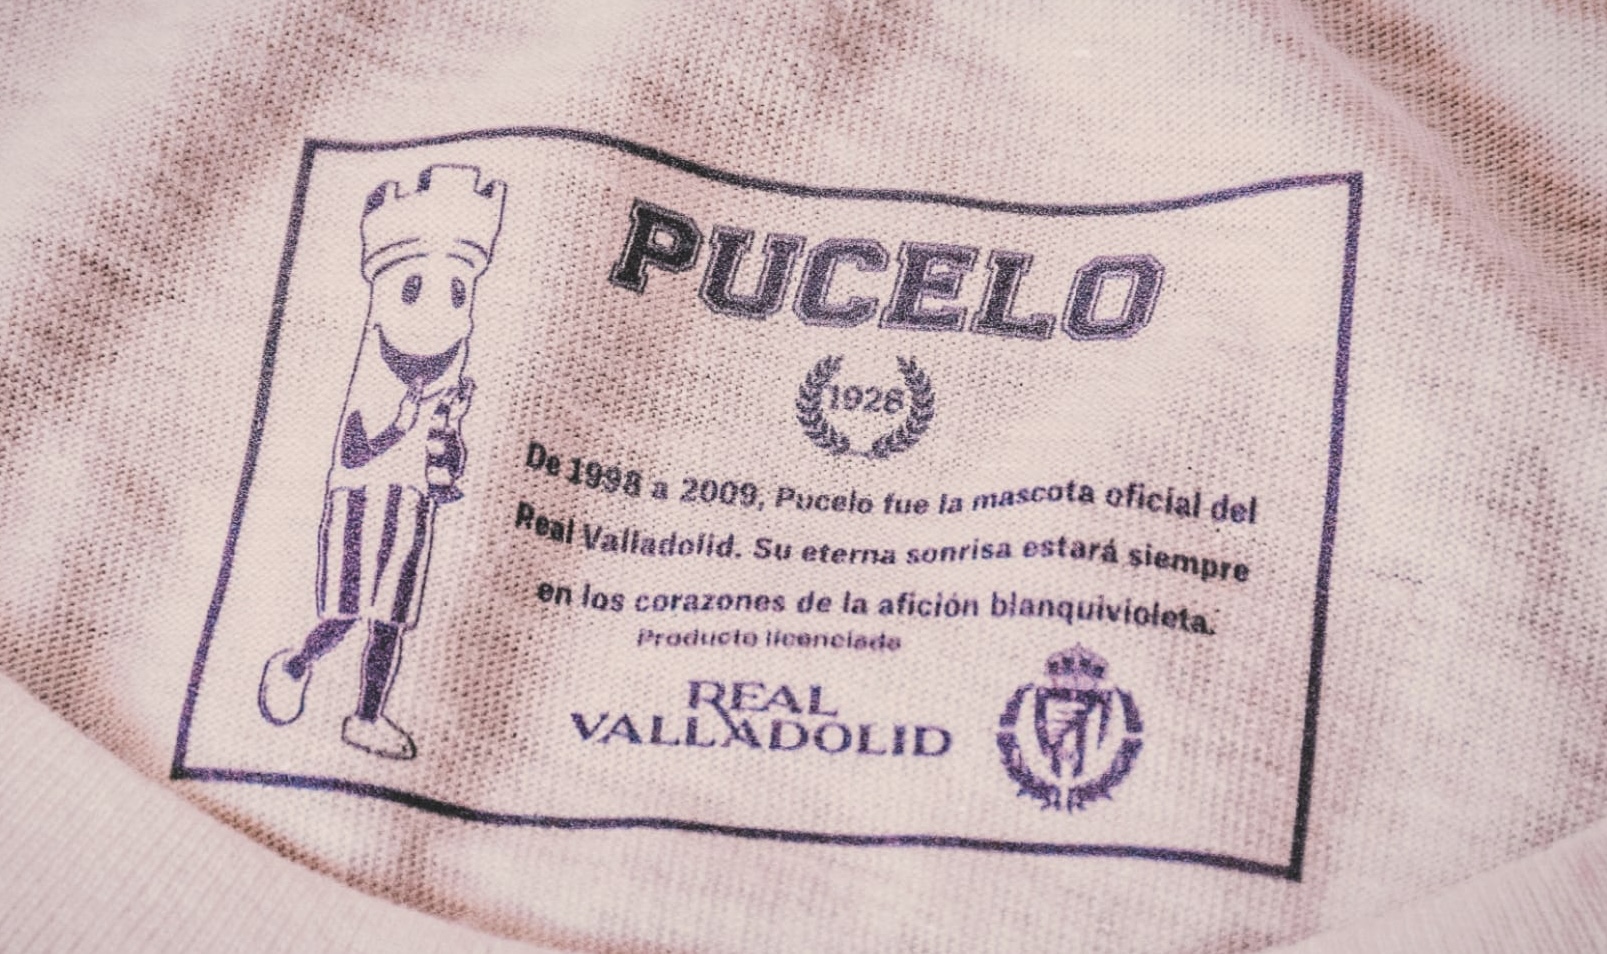 PUCELO
1928
De 1998 a 2009, Pucelo fue la mascota oficial del
Real Valladolid. Su eterna sonrisa estará siempre
en los corazones de la afición blanquivioleta.
Producto licenciado
REAL
VALLADOLID